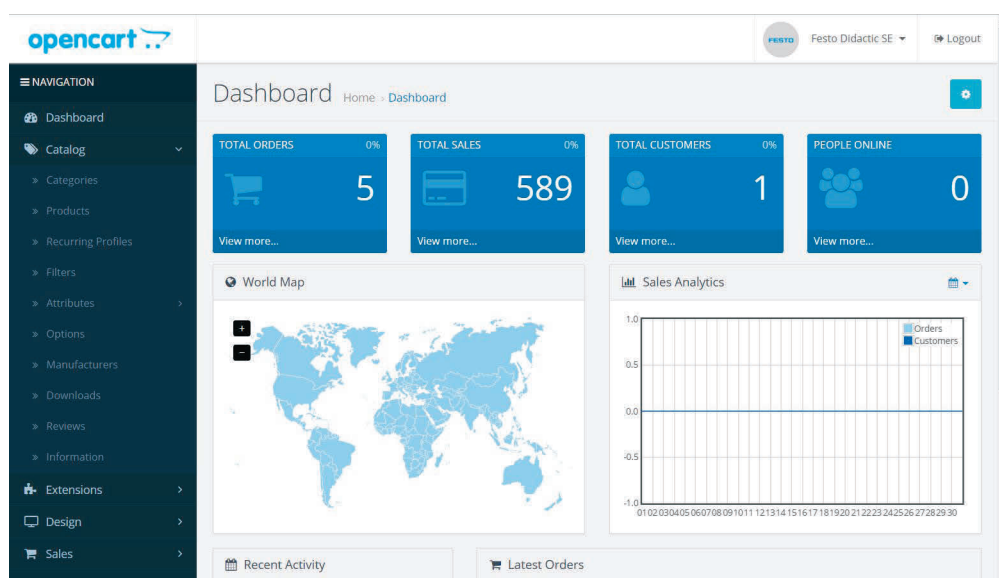 opencart
FESTO
Festo Didactic SE
Logout
NAVIGATION
Dashboard
Catalog
» Categories
» Products
» Recurring Profiles
» Filters
» Attributes
» Options
» Manufacturers
» Downloads
» Reviews
» Information
Extensions
Design
Sales
Dashboard Home › Dashboard
TOTAL ORDERS 0%
5
View more...
TOTAL SALES 0%
589
View more...
TOTAL CUSTOMERS 0%
1
View more...
PEOPLE ONLINE
0
View more...
World Map
+
−
Sales Analytics
Orders
Customers
1.0
0.5
0.0
-0.5
-1.0
01 02 03 04 05 06 07 08 09 10 11 12 13 14 15 16 17 18 19 20 21 22 23 24 25 26 27 28 29 30
Recent Activity
Latest Orders